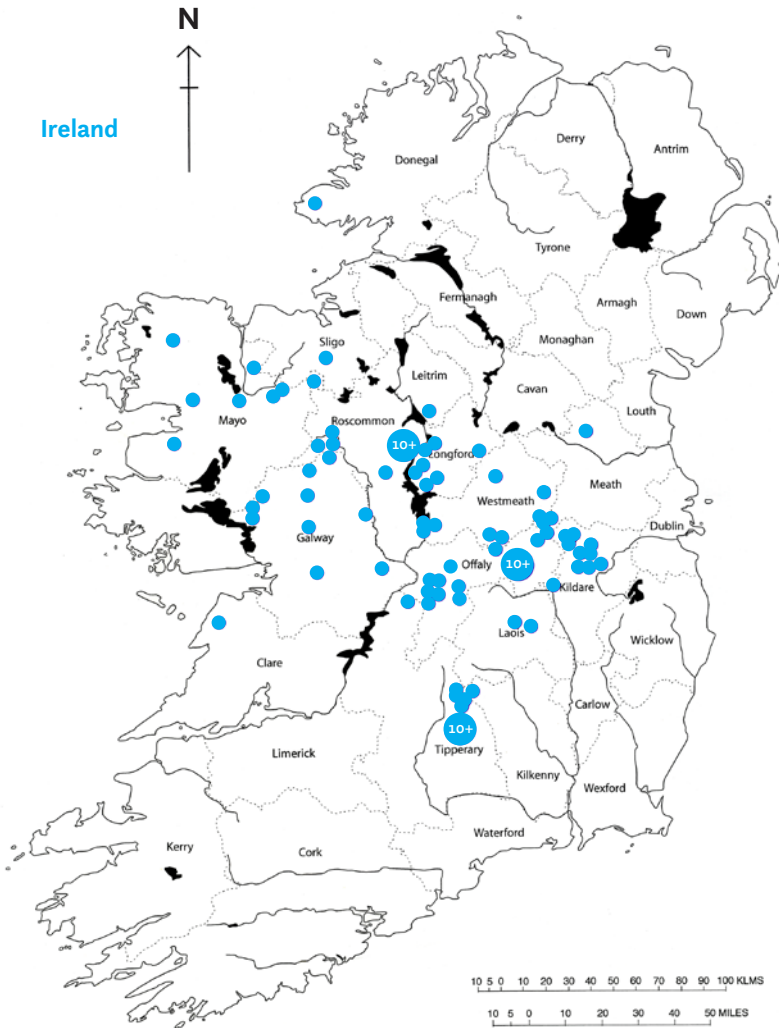 N
Ireland
Derry
Antrim
Donegal
Tyrone
Fermanagh
Armagh
Down
Monaghan
Sligo
Leitrim
Cavan
Louth
Mayo
Roscommon
10+
Longford
Meath
Westmeath
Dublin
Galway
Offaly
10+
Kildare
Laois
Wicklow
Clare
Carlow
10+
Tipperary
Limerick
Kilkenny
Wexford
Waterford
Kerry
Cork
10 5 0 10 20 30 40 50 60 70 80 90 100 KLMS
10 5 0 10 20 30 40 50 MILES